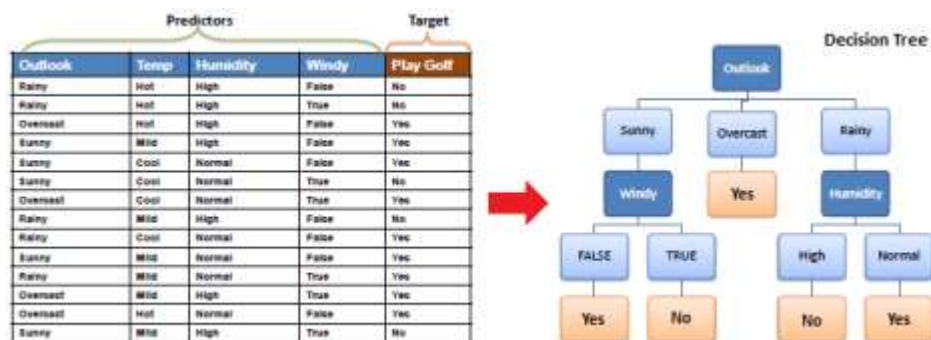 Predictors Target
Outlook Temp Humidity Windy Play Golf
Rainy Hot High False No
Rainy Hot High True No
Overcast Hot High False Yes
Sunny Mild High False Yes
Sunny Cool Normal False Yes
Sunny Cool Normal True No
Overcast Cool Normal True Yes
Rainy Mild High False No
Rainy Cool Normal False Yes
Sunny Mild Normal False Yes
Rainy Mild Normal True Yes
Overcast Mild High True Yes
Overcast Hot Normal False Yes
Sunny Mild High True No
Decision Tree
Outlook
Sunny Overcast Rainy
Windy Yes Humidity
FALSE TRUE High Normal
Yes No No Yes